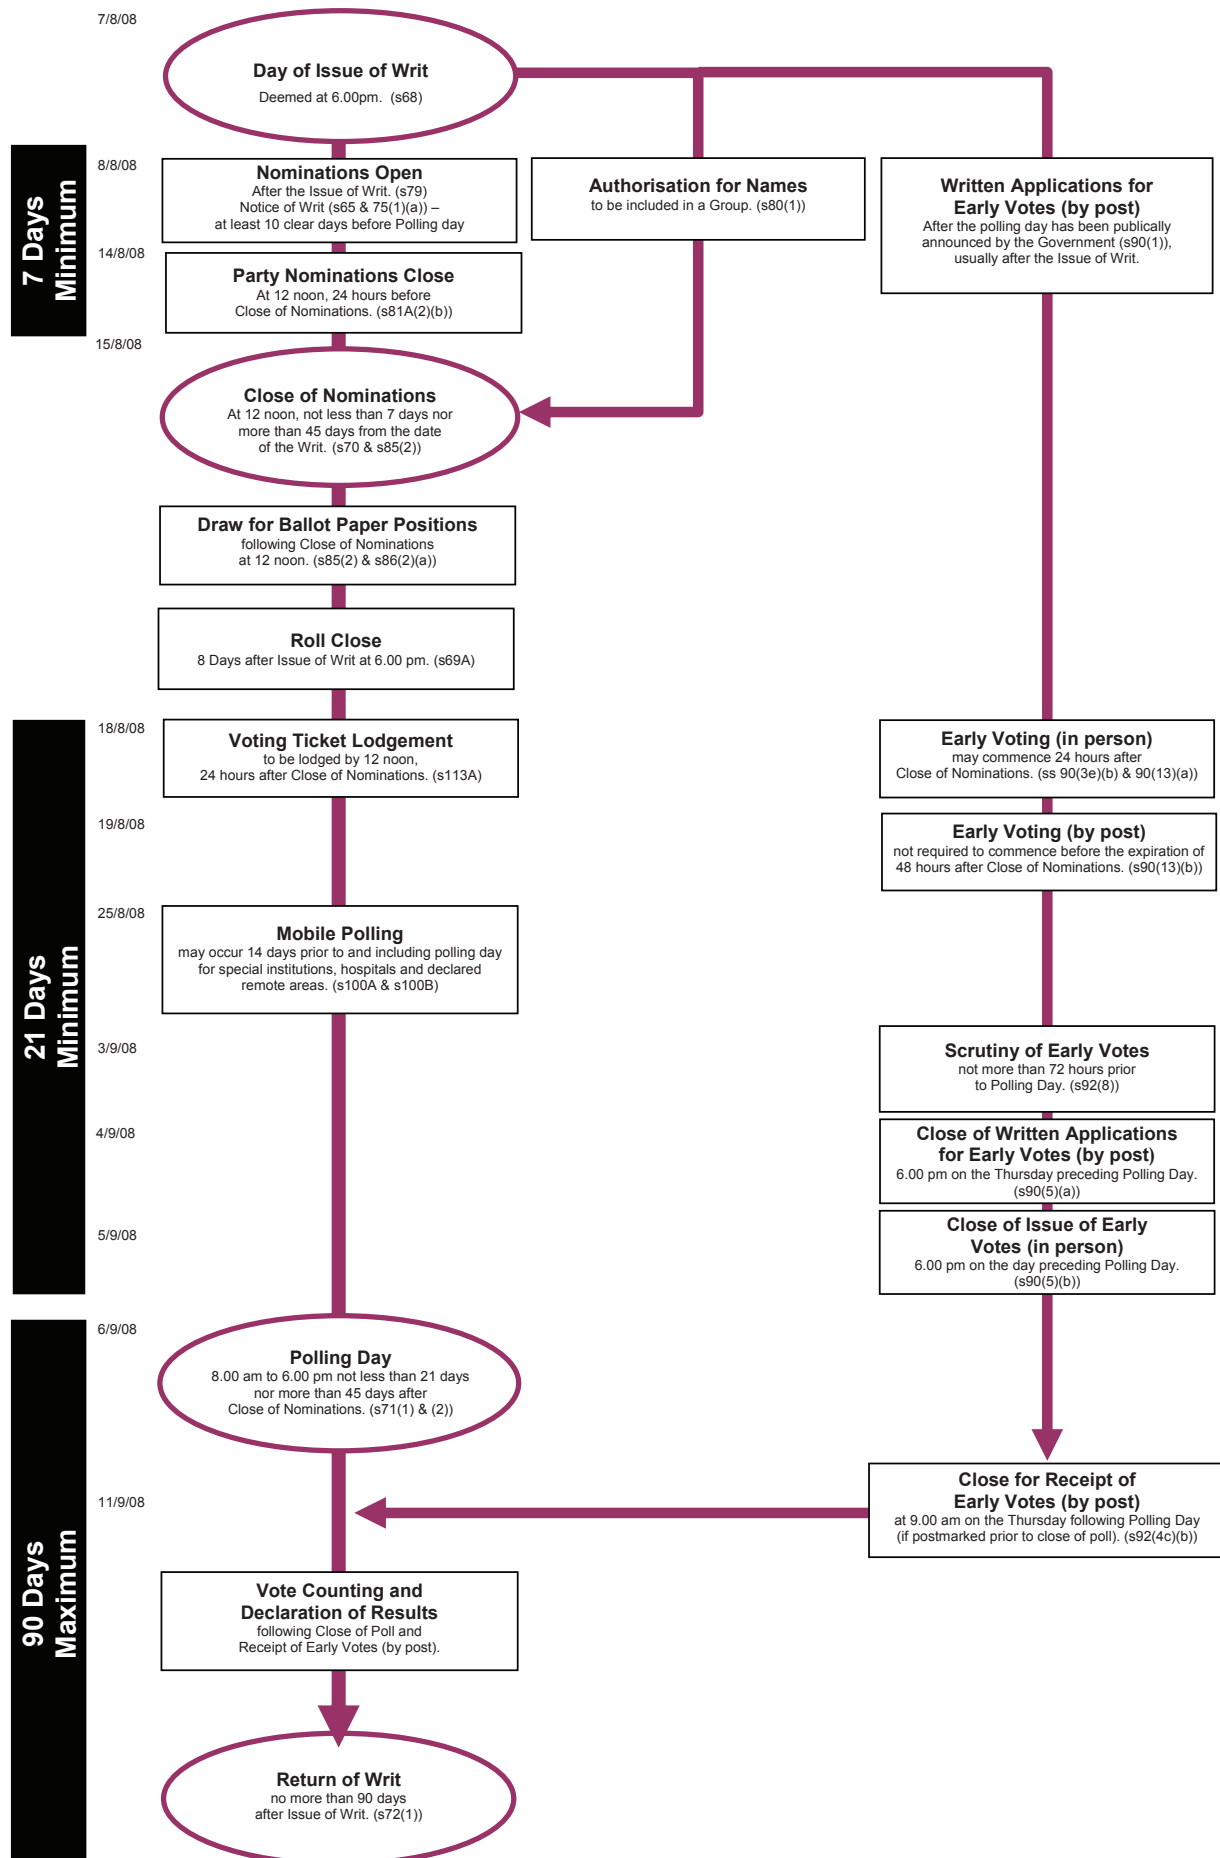 7/8/08
Day of Issue of Writ
Deemed at 6.00pm. (s68)
7 Days
Minimum
8/8/08
Nominations Open
After the Issue of Writ. (s79)
Notice of Writ (s65 & 75(1)(a)) –
at least 10 clear days before Polling day
Authorisation for Names
to be included in a Group. (s80(1))
Written Applications for
Early Votes (by post)
After the polling day has been publically
announced by the Government (s90(1)),
usually after the Issue of Writ.
14/8/08
Party Nominations Close
At 12 noon, 24 hours before
Close of Nominations. (s81A(2)(b))
15/8/08
Close of Nominations
At 12 noon, not less than 7 days nor
more than 45 days from the date
of the Writ. (s70 & s85(2))
Draw for Ballot Paper Positions
following Close of Nominations
at 12 noon. (s85(2) & s86(2)(a))
Roll Close
8 Days after Issue of Writ at 6.00 pm. (s69A)
21 Days
Minimum
18/8/08
Voting Ticket Lodgement
to be lodged by 12 noon,
24 hours after Close of Nominations. (s113A)
Early Voting (in person)
may commence 24 hours after
Close of Nominations. (ss 90(3e)(b) & 90(13)(a))
19/8/08
Early Voting (by post)
not required to commence before the expiration of
48 hours after Close of Nominations. (s90(13)(b))
25/8/08
Mobile Polling
may occur 14 days prior to and including polling day
for special institutions, hospitals and declared
remote areas. (s100A & s100B)
3/9/08
Scrutiny of Early Votes
not more than 72 hours prior
to Polling Day. (s92(8))
4/9/08
Close of Written Applications
for Early Votes (by post)
6.00 pm on the Thursday preceding Polling Day.
(s90(5)(a))
5/9/08
Close of Issue of Early
Votes (in person)
6.00 pm on the day preceding Polling Day.
(s90(5)(b))
90 Days
Maximum
6/9/08
Polling Day
8.00 am to 6.00 pm not less than 21 days
nor more than 45 days after
Close of Nominations. (s71(1) & (2))
11/9/08
Close for Receipt of
Early Votes (by post)
at 9.00 am on the Thursday following Polling Day
(if postmarked prior to close of poll). (s92(4c)(b))
Vote Counting and
Declaration of Results
following Close of Poll and
Receipt of Early Votes (by post).
Return of Writ
no more than 90 days
after Issue of Writ. (s72(1))